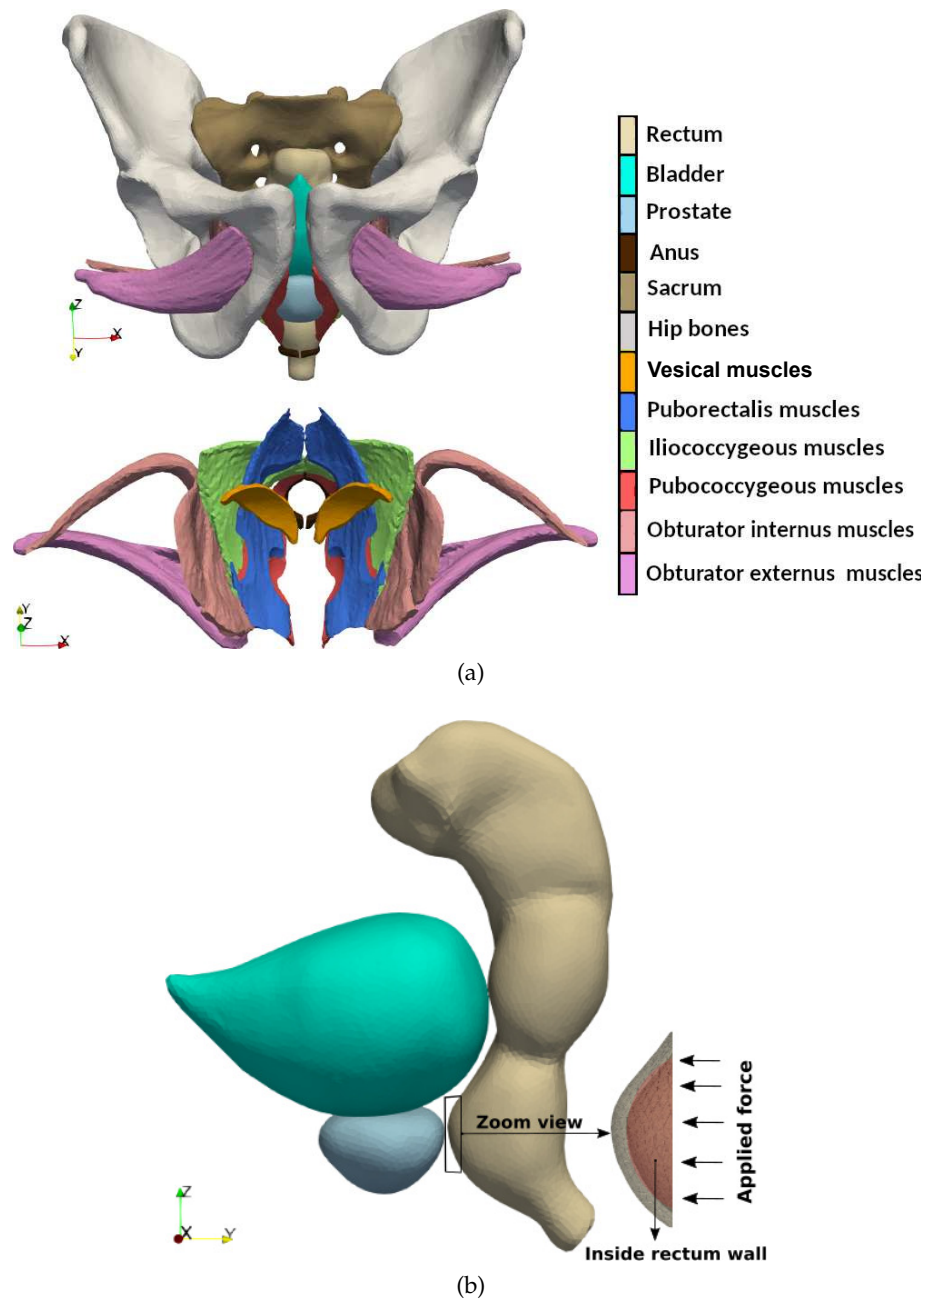 Rectum
Bladder
Prostate
Anus
Sacrum
Hip bones
Vesical muscles
Puborectalis muscles
Iliococcygeous muscles
Pubococcygeous muscles
Obturator internus muscles
Obturator externus muscles
Z
X
Y
Y
Z
X
(a)
Zoom view
Applied force
Inside rectum wall
Z
X
Y
(b)